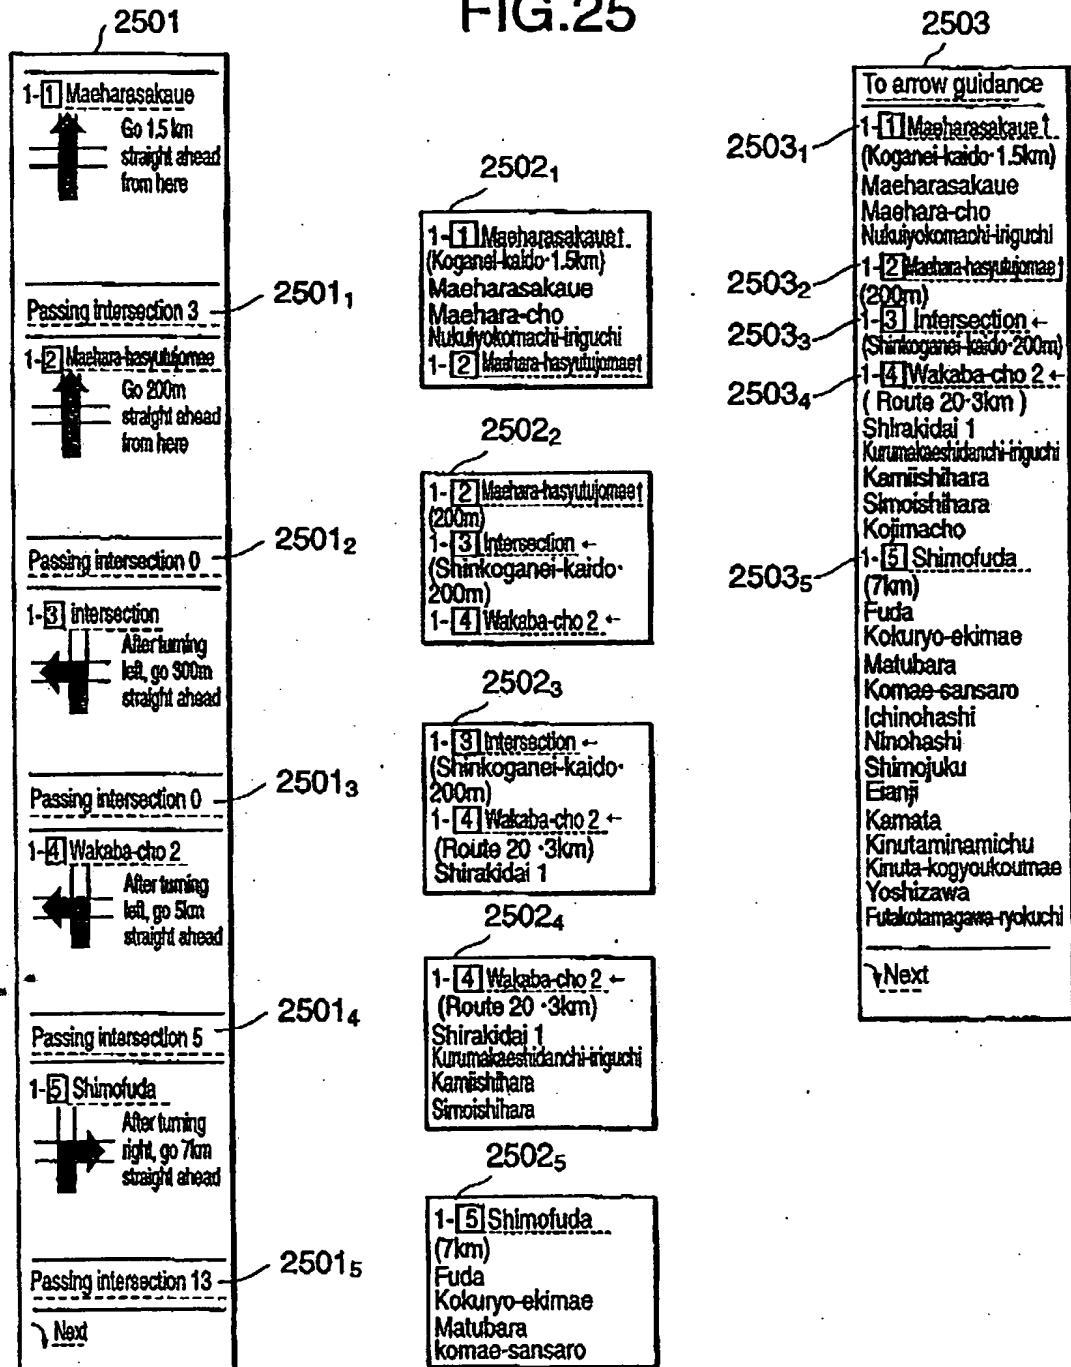 FIG.25
2501
1-1 Maeharasakaue
Go 1.5 km
straight ahead
from here
Passing intersection 3
2501₁
1-2 Maehara-hasyutujomae
Go 200m
straight ahead
from here
Passing intersection 0
2501₂
1-3 intersection
After turning
left, go 300m
straight ahead
Passing intersection 0
2501₃
1-4 Wakaba-cho 2
After turning
left, go 5km
straight ahead
Passing intersection 5
2501₄
1-5 Shimofuda
After turning
right, go 7km
straight ahead
Passing intersection 13
2501₅
Next
2502₁
1-1 Maeharasakaue↑
(Koganei-kaido·1.5km)
Maeharasakaue
Maehara-cho
Nukuiyokomachi-iriguchi
1-2 Maehara-hasyutujomae↑
2502₂
1-2 Maehara-hasyutujomae↑
(200m)
1-3 Intersection ←
(Shinkoganei-kaido·
200m)
1-4 Wakaba-cho 2 ←
2502₃
1-3 Intersection ←
(Shinkoganei-kaido·
200m)
1-4 Wakaba-cho 2 ←
(Route 20 ·3km)
Shirakidai 1
2502₄
1-4 Wakaba-cho 2 ←
(Route 20 ·3km)
Shirakidai 1
Kurumakaeshidanchi-iriguchi
Kamiishihara
Simoishihara
2502₅
1-5 Shimofuda
(7km)
Fuda
Kokuryo-ekimae
Matubara
komae-sansaro
2503
To arrow guidance
2503₁
1-1 Maeharasakaue↑
(Koganei-kaido·1.5km)
Maeharasakaue
Maehara-cho
Nukuiyokomachi-iriguchi
2503₂
1-2 Maehara-hasyutujomae↑
(200m)
2503₃
1-3 Intersection ←
(Shinkoganei-kaido·200m)
2503₄
1-4 Wakaba-cho 2 ←
( Route 20·3km )
Shirakidai 1
Kurumakaeshidanchi-iriguchi
Kamiishihara
Simoishihara
Kojimacho
2503₅
1-5 Shimofuda
(7km)
Fuda
Kokuryo-ekimae
Matubara
Komae-sansaro
Ichinohashi
Ninohashi
Shimojuku
Eianji
Kamata
Kinutaminamichu
Kinuta-kogyoukoumae
Yoshizawa
Futakotamagawa-ryokuchi
Next